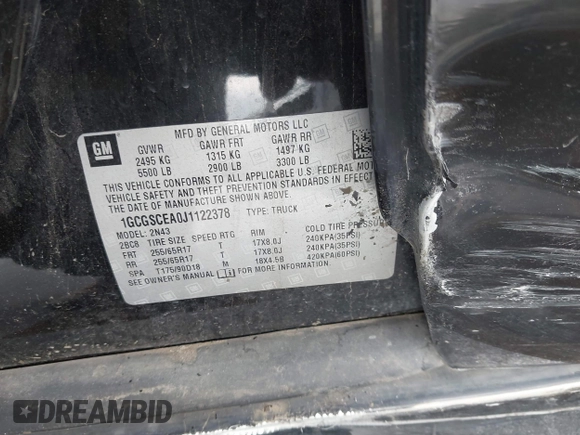 MFD BY GENERAL MOTORS LLC
GM
GVWR GAWR FRT GAWR RR
2495 KG 1315 KG 1497 KG
5500 LB 2900 LB 3300 LB
THIS VEHICLE CONFORMS TO ALL APPLICABLE U.S. FEDERAL MOT
VEHICLE SAFETY AND THEFT PREVENTION STANDARDS IN EFFECT
THE DATE OF MANUFACTURE SHOWN ABOVE.
1GCGSCEA0J1122378 TYPE: TRUCK
MODEL: 2N43
2BC8 TIRE SIZE SPEED RTG RIM COLD TIRE PRESSURE
FRT 255/65R17 T 17X8.0J 240KPA(35PSI)
RR 255/65R17 T 17X8.0J 240KPA(35PSI)
SPA T175/90D18 M 18X4.5B 420KPA(60PSI)
SEE OWNER'S MANUAL
DREAMBID